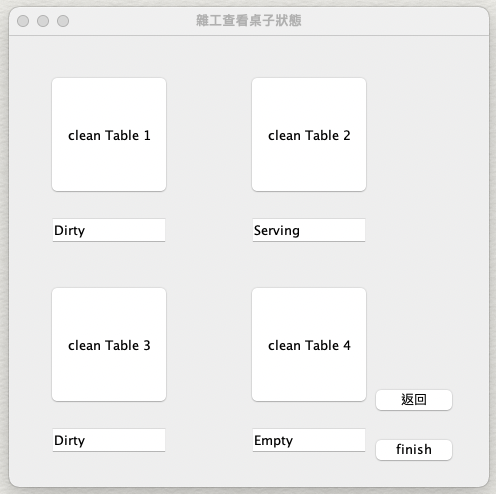 雜工查看桌子狀態
clean Table 1
clean Table 2
Dirty
Serving
clean Table 3
clean Table 4
返回
Dirty
Empty
finish